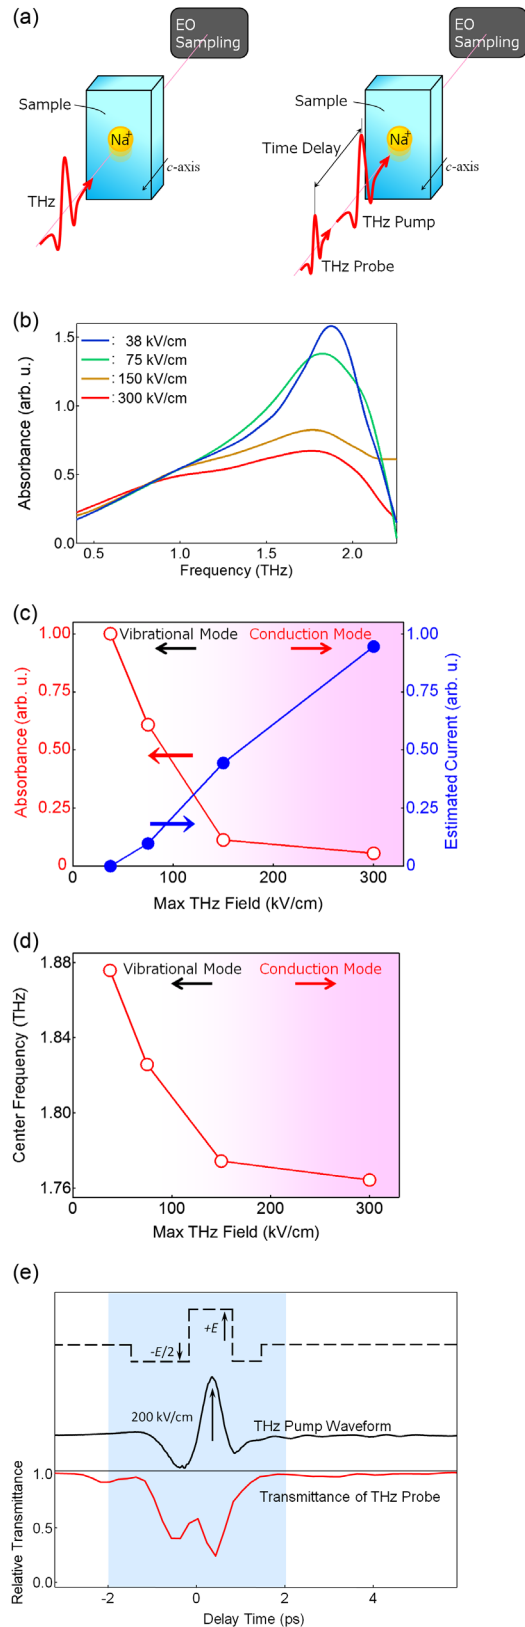 (a)
EO
Sampling
EO
Sampling
Sample
Na+
c-axis
THz
Sample
Time Delay
Na+
c-axis
THz Pump
THz Probe
(b)
Absorbance (arb. u.)
1.5
1.0
0.5
0.0
: 38 kV/cm
: 75 kV/cm
: 150 kV/cm
: 300 kV/cm
0.5 1.0 1.5 2.0
Frequency (THz)
(c)
Absorbance (arb. u.)
1.00
0.75
0.50
0.25
0
Vibrational Mode Conduction Mode
1.00
0.75
0.50
0.25
0
Estimated Current (arb. u.)
0 100 200 300
Max THz Field (kV/cm)
(d)
Center Frequency (THz)
1.88
1.84
1.80
1.76
Vibrational Mode Conduction Mode
0 100 200 300
Max THz Field (kV/cm)
(e)
+E
-E/2
200 kV/cm
THz Pump Waveform
Relative Transmittance
1.0
0.5
0.0
Transmittance of THz Probe
-2 0 2 4
Delay Time (ps)